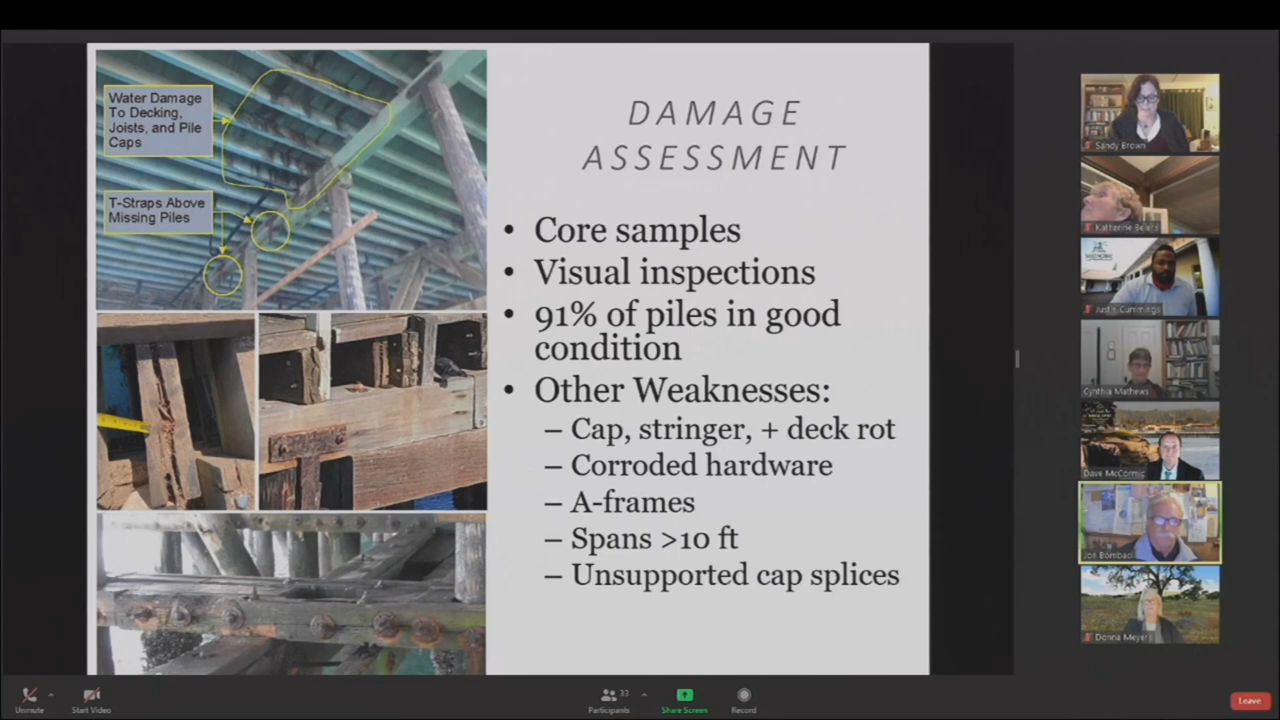 Water Damage
To Decking,
Joists, and Pile
Caps
T-Straps Above
Missing Piles
DAMAGE
ASSESSMENT
• Core samples
• Visual inspections
• 91% of piles in good
condition
• Other Weaknesses:
– Cap, stringer, + deck rot
– Corroded hardware
– A-frames
– Spans >10 ft
– Unsupported cap splices
Sandy Brown
Katherine Beiers
Justin Cummings
Cynthia Mathews
Dave McCormic
Jon Bombaci
Donna Meyers
Unmute
Start Video
Participants
33
Share Screen
Record
Leave